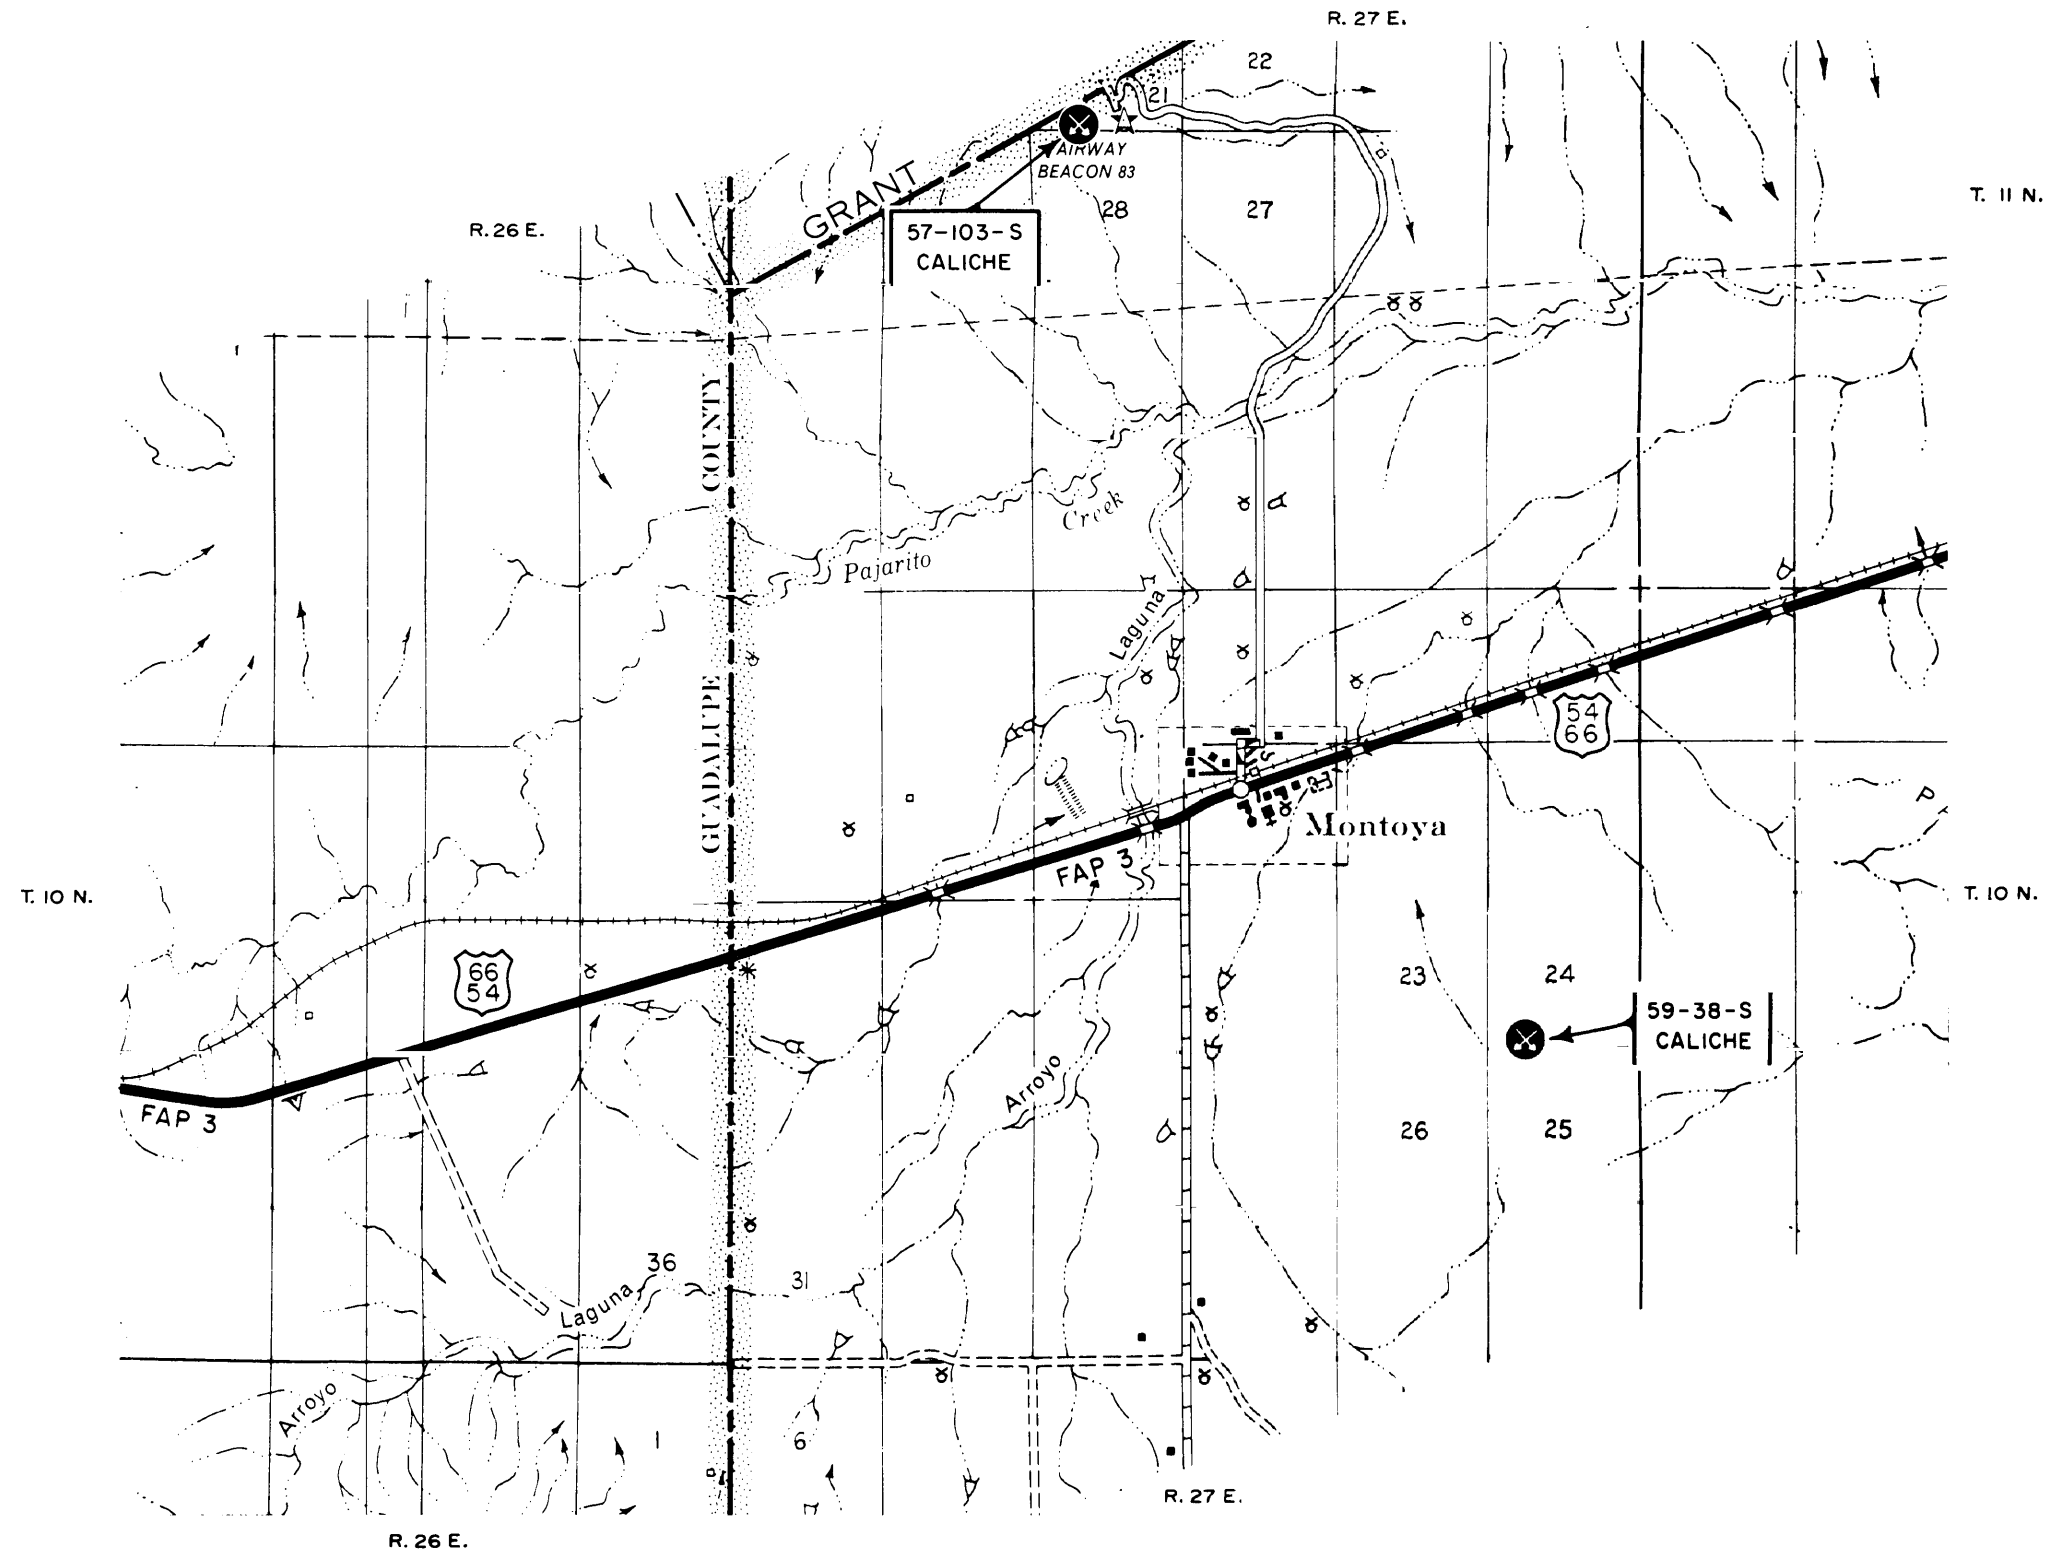 R. 27 E.
22
21
AIRWAY
BEACON 83
T. 11 N.
GRANT
28
27
R. 26 E.
57-103-S
CALICHE
COUNTY
Creek
Pajarito
Laguna
GUADALUPE
54
66
Montoya
FAP 3
T. 10 N.
T. 10 N.
66
54
23
24
59-38-S
CALICHE
Arroyo
FAP 3
26
25
36
31
Laguna
Arroyo
1
6
R. 27 E.
R. 26 E.